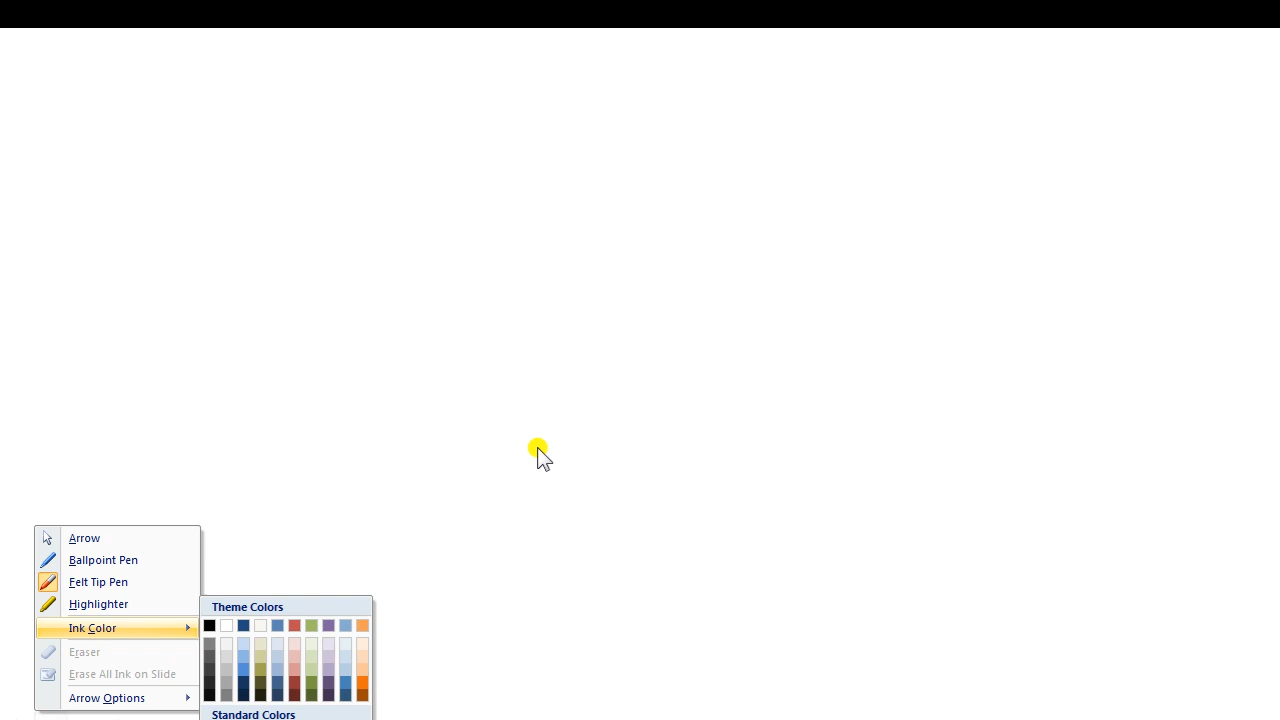 Arrow
Ballpoint Pen
Felt Tip Pen
Highlighter
Ink Color
Eraser
Erase All Ink on Slide
Arrow Options
Theme Colors
Standard Colors